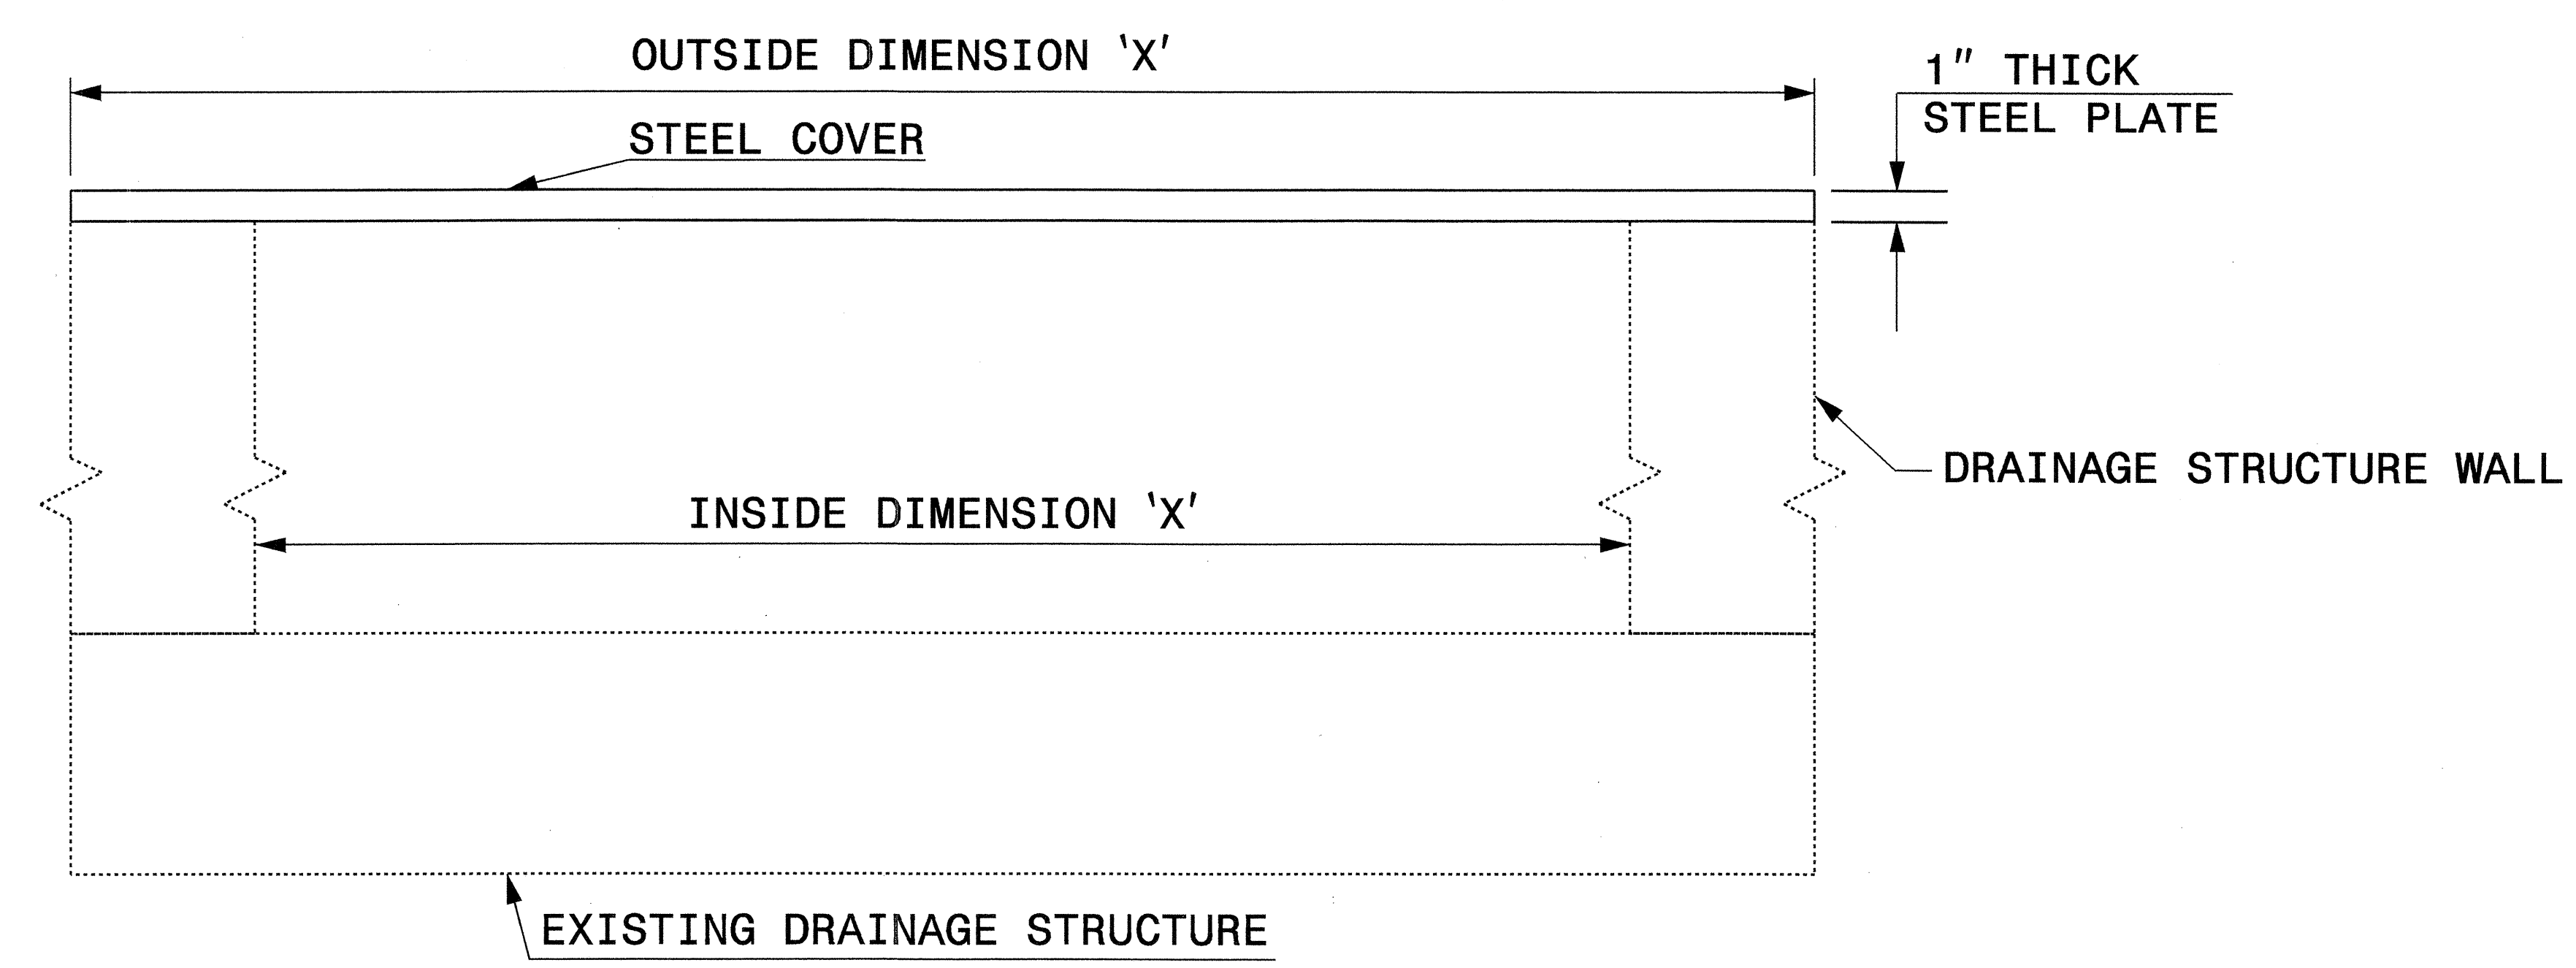 OUTSIDE DIMENSION 'X'
1" THICK
STEEL PLATE
STEEL COVER
DRAINAGE STRUCTURE WALL
INSIDE DIMENSION 'X'
EXISTING DRAINAGE STRUCTURE